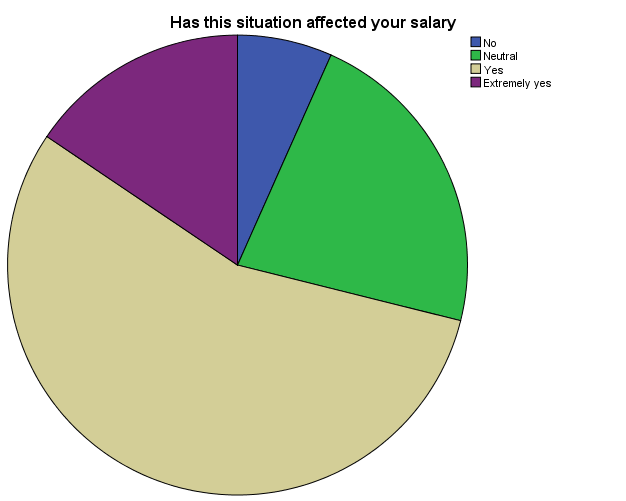 Has this situation affected your salary
No
Neutral
Yes
Extremely yes